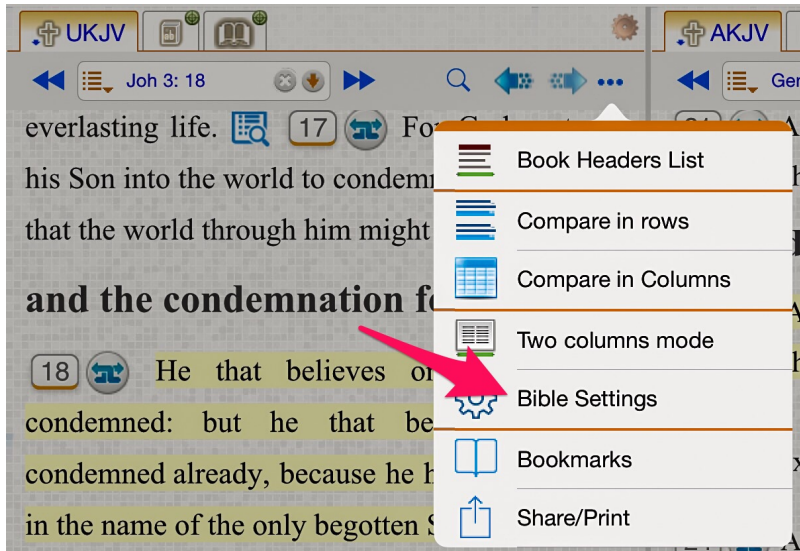 UKJV
AKJV
Joh 3: 18
everlasting life. 17
his Son into the world to
that the world through him might
and the condemnation
18 He that believes
condemned: but he that
condemned already, because he
in the name of the only begotten
Book Headers List
Compare in rows
Compare in Columns
Two columns mode
Bible Settings
Bookmarks
Share/Print